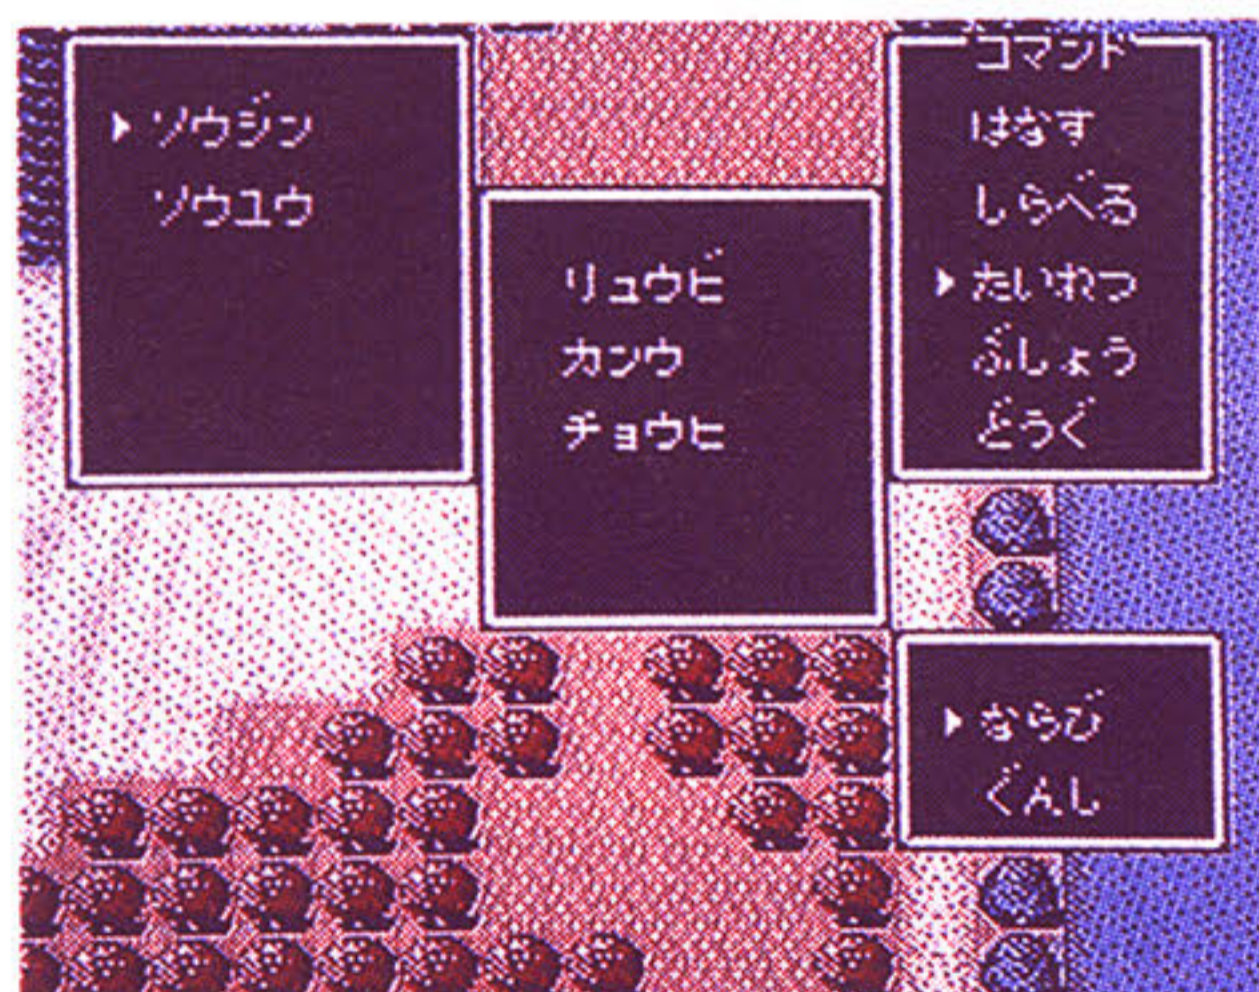 ソウジン
ソウユウ
リュウビ
カンウ
チョウヒ
コマンド
はなす
しらべる
たいれつ
ぶしょう
どうぐ
ならび
ぐんし